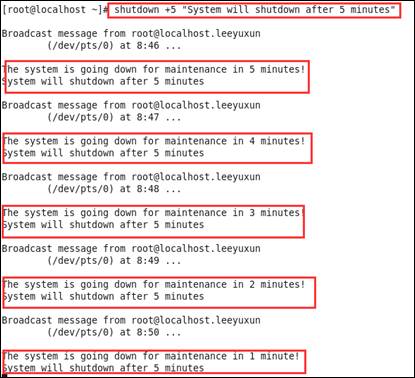 [root@localhost ~]# shutdown +5 "System will shutdown after 5 minutes"
Broadcast message from root@localhost.leeyuxun
(/dev/pts/0) at 8:46 ...
The system is going down for maintenance in 5 minutes!
System will shutdown after 5 minutes
Broadcast message from root@localhost.leeyuxun
(/dev/pts/0) at 8:47 ...
The system is going down for maintenance in 4 minutes!
System will shutdown after 5 minutes
Broadcast message from root@localhost.leeyuxun
(/dev/pts/0) at 8:48 ...
The system is going down for maintenance in 3 minutes!
System will shutdown after 5 minutes
Broadcast message from root@localhost.leeyuxun
(/dev/pts/0) at 8:49 ...
The system is going down for maintenance in 2 minutes!
System will shutdown after 5 minutes
Broadcast message from root@localhost.leeyuxun
(/dev/pts/0) at 8:50 ...
The system is going down for maintenance in 1 minute!
System will shutdown after 5 minutes